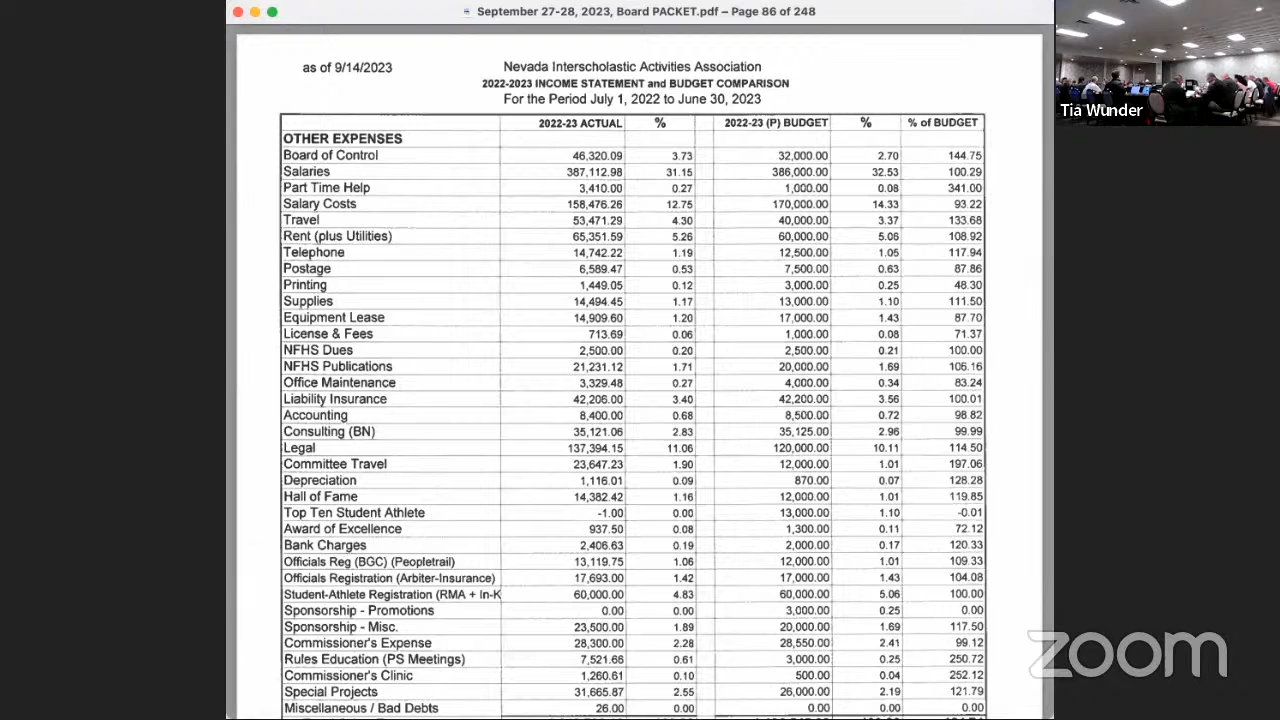 September 27-28, 2023, Board PACKET.pdf – Page 86 of 248
as of 9/14/2023
Nevada Interscholastic Activities Association
2022-2023 INCOME STATEMENT and BUDGET COMPARISON
For the Period July 1, 2022 to June 30, 2023
2022-23 ACTUAL % 2022-23 (P) BUDGET % % of BUDGET
OTHER EXPENSES
Board of Control 46,320.09 3.73 32,000.00 2.70 144.75
Salaries 387,112.98 31.15 386,000.00 32.53 100.29
Part Time Help 3,410.00 0.27 1,000.00 0.08 341.00
Salary Costs 158,476.26 12.75 170,000.00 14.33 93.22
Travel 53,471.29 4.30 40,000.00 3.37 133.68
Rent (plus Utilities) 65,351.59 5.26 60,000.00 5.06 108.92
Telephone 14,742.22 1.19 12,500.00 1.05 117.94
Postage 6,589.47 0.53 7,500.00 0.63 87.86
Printing 1,449.05 0.12 3,000.00 0.25 48.30
Supplies 14,494.45 1.17 13,000.00 1.10 111.50
Equipment Lease 14,909.60 1.20 17,000.00 1.43 87.70
License & Fees 713.69 0.06 1,000.00 0.08 71.37
NFHS Dues 2,500.00 0.20 2,500.00 0.21 100.00
NFHS Publications 21,231.12 1.71 20,000.00 1.69 106.16
Office Maintenance 3,329.48 0.27 4,000.00 0.34 83.24
Liability Insurance 42,206.00 3.40 42,200.00 3.56 100.01
Accounting 8,400.00 0.68 8,500.00 0.72 98.82
Consulting (BN) 35,121.06 2.83 35,125.00 2.96 99.99
Legal 137,394.15 11.06 120,000.00 10.11 114.50
Committee Travel 23,647.23 1.90 12,000.00 1.01 197.06
Depreciation 1,116.01 0.09 870.00 0.07 128.28
Hall of Fame 14,382.42 1.16 12,000.00 1.01 119.85
Top Ten Student Athlete -1.00 0.00 13,000.00 1.10 -0.01
Award of Excellence 937.50 0.08 1,300.00 0.11 72.12
Bank Charges 2,406.63 0.19 2,000.00 0.17 120.33
Officials Reg (BGC) (Peopletrail) 13,119.75 1.06 12,000.00 1.01 109.33
Officials Registration (Arbiter-Insurance) 17,693.00 1.42 17,000.00 1.43 104.08
Student-Athlete Registration (RMA + In-K 60,000.00 4.83 60,000.00 5.06 100.00
Sponsorship - Promotions 0.00 0.00 3,000.00 0.25 0.00
Sponsorship - Misc. 23,500.00 1.89 20,000.00 1.69 117.50
Commissioner's Expense 28,300.00 2.28 28,550.00 2.41 99.12
Rules Education (PS Meetings) 7,521.66 0.61 3,000.00 0.25 250.72
Commissioner's Clinic 1,260.61 0.10 500.00 0.04 252.12
Special Projects 31,665.87 2.55 26,000.00 2.19 121.79
Miscellaneous / Bad Debts 26.00 0.00 0.00 0.00 0.00
Tia Wunder
zoom